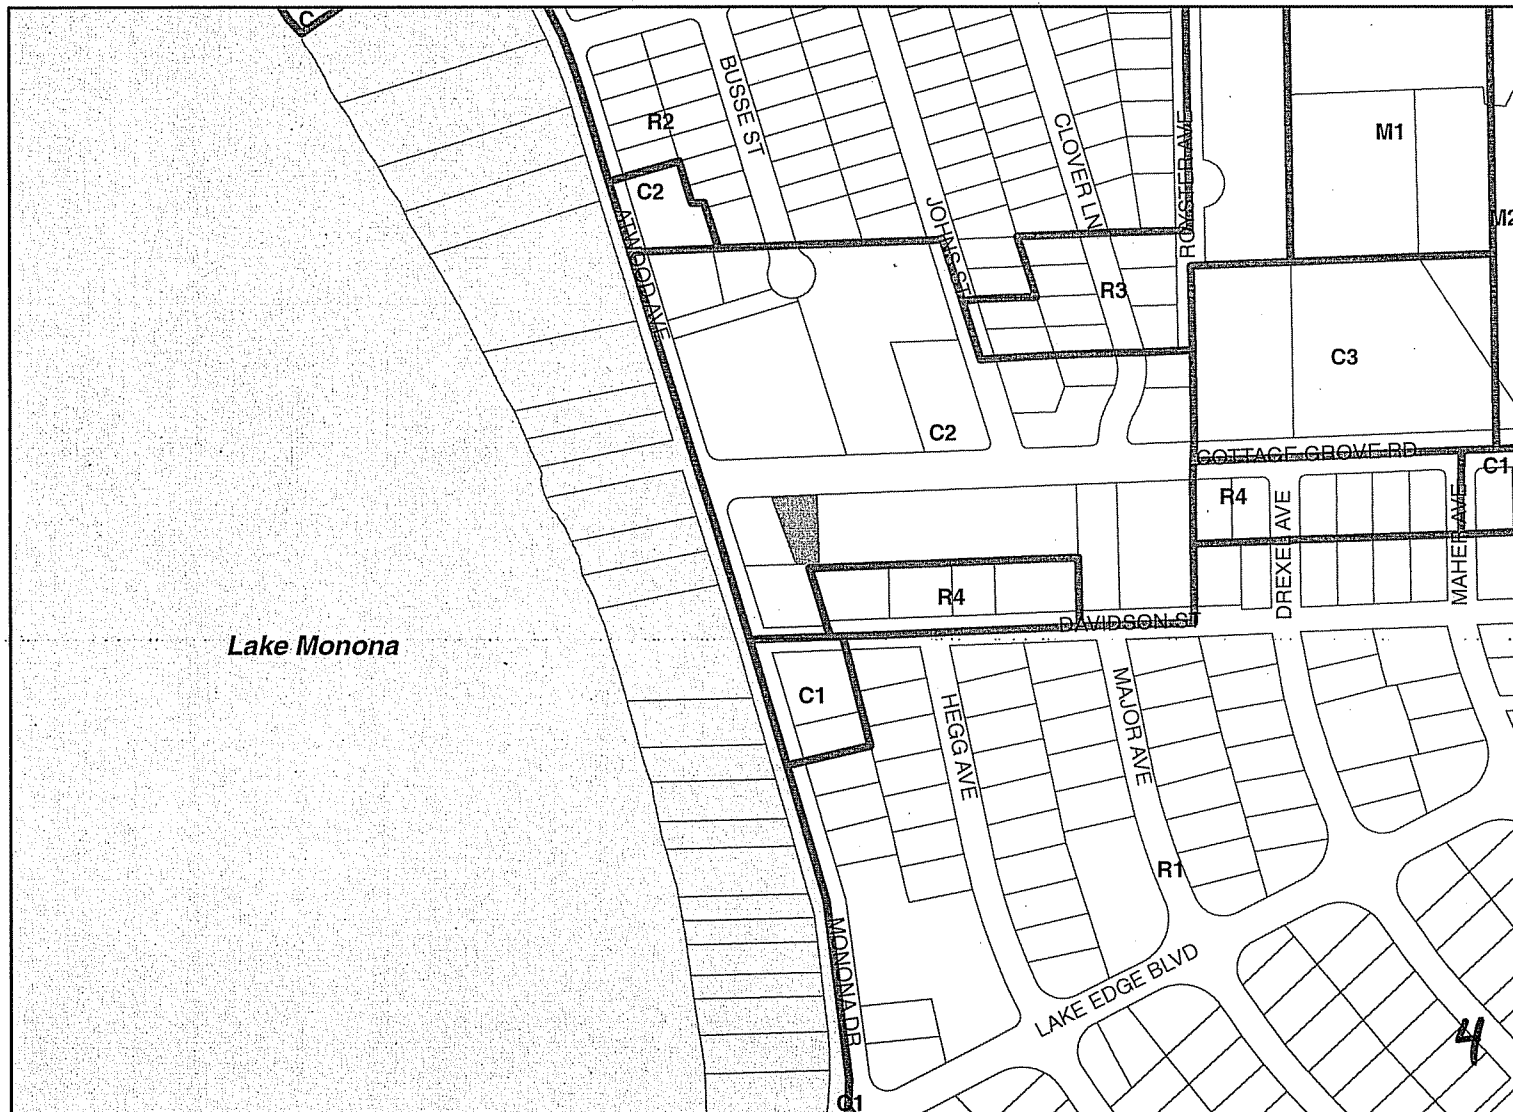 C
BUSSE ST
R2
CLOVER LN
ROYSTER AVE
M1
C2
JOHNS ST
M2
ATWOOD AVE
R3
C3
C2
COTTAGE GROVE RD
C1
R4
DREXEL AVE
MAHER AVE
R4
DAVIDSON ST
Lake Monona
C1
HEGG AVE
MAJOR AVE
R1
MONONA DR
LAKE EDGE BLVD
4
C1